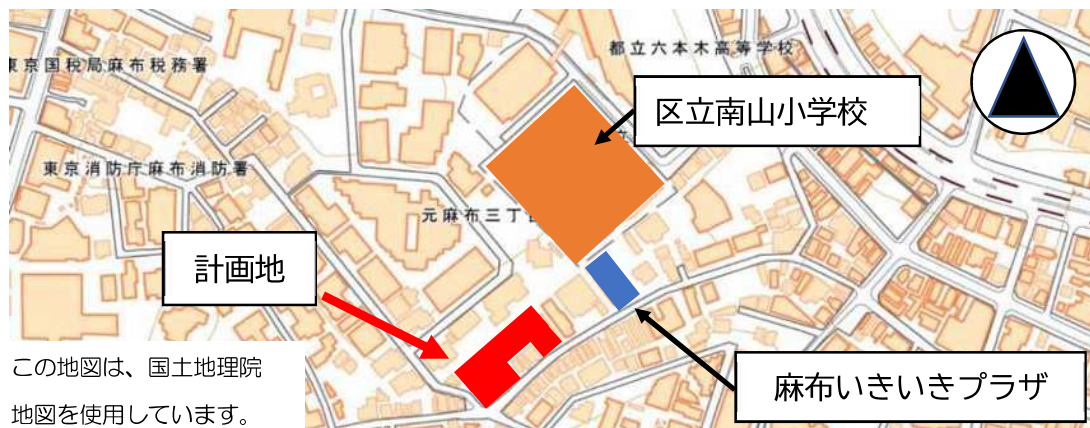 都立六本木高等学校
東京国税局麻布税務署
区立南山小学校
立
東京消防庁麻布消防署
元麻布三丁目
計画地
この地図は、国土地理院
地図を使用しています。
麻布いきいきプラザ